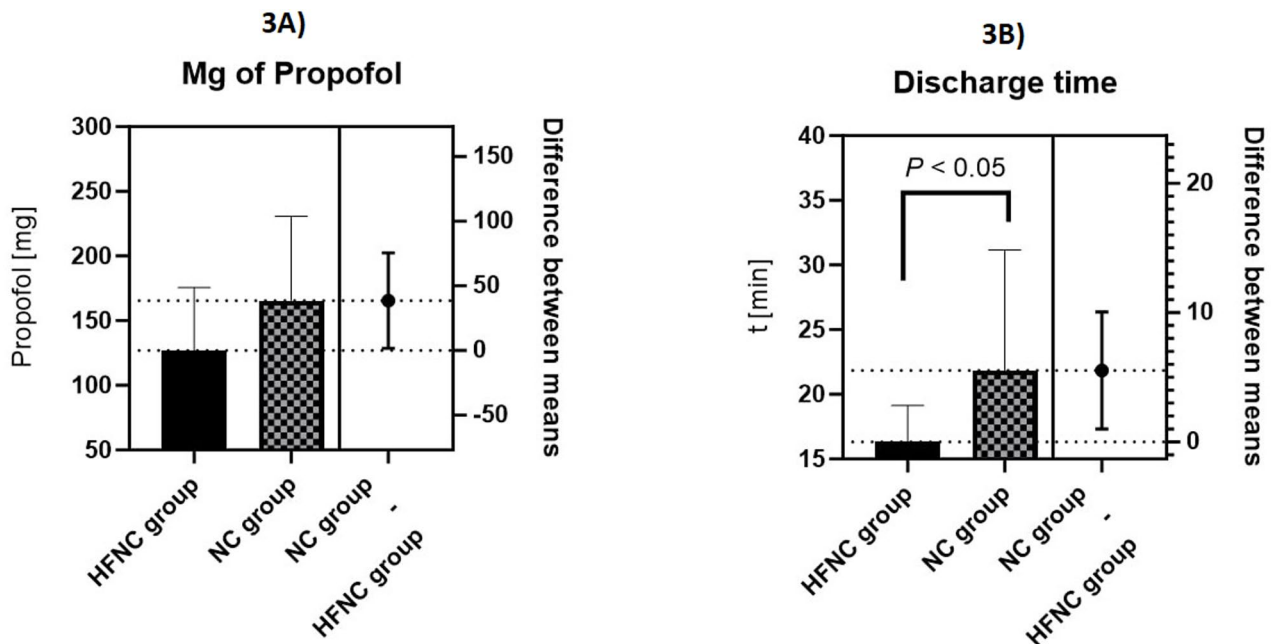 3A)
Mg of Propofol
300
250
200
150
100
50
Propofol [mg]
150
100
50
0
-50
Difference between means
HFNC group
NC group
NC group
-
HFNC group
3B)
Discharge time
40
35
30
25
20
15
t [min]
P < 0.05
20
10
0
Difference between means
HFNC group
NC group
NC group
-
HFNC group